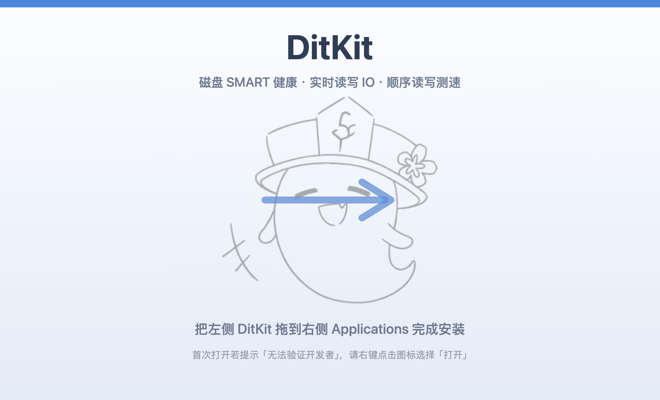 DitKit
磁盘 SMART 健康 · 实时读写 IO · 顺序读写测速
把左侧 DitKit 拖到右侧 Applications 完成安装
首次打开若提示「无法验证开发者」，请右键点击图标选择「打开」